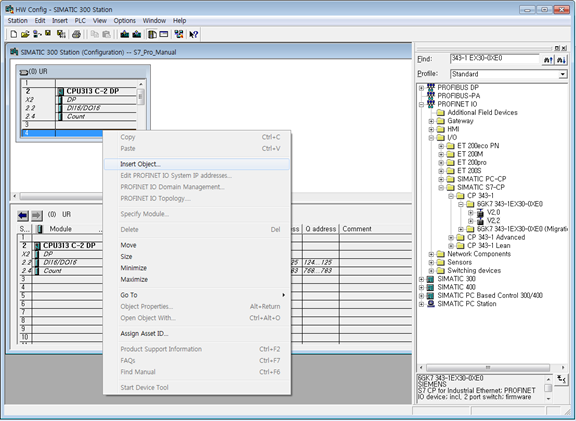 HW Config - SIMATIC 300 Station
Station Edit Insert PLC View Options Window Help
SIMATIC 300 Station (Configuration) -- S7_Pro_Manual
(0) UR
1
2 CPU313 C-2 DP
X2 DP
2.2 DI16/DO16
2.4 Count
3
4
Copy Ctrl+C
Paste Ctrl+V
Insert Object...
Edit PROFINET IO System IP addresses...
PROFINET IO Domain Management...
PROFINET IO Topology...
Specify Module...
Delete Del
Move
Size
Minimize
Maximize
Go To
Object Properties... Alt+Return
Open Object With... Ctrl+Alt+O
Assign Asset ID...
Product Support Information Ctrl+F2
FAQs Ctrl+F7
Find Manual Ctrl+F6
Start Device Tool
(0) UR
S... Module Q address Comment
1
2 CPU313 C-2 DP
X2 DP
2.2 DI16/DO16 124...125
2.4 Count 768...783
3
4
5
6
7
8
9
10
Find: 343-1 EX30-0XE0
Profile: Standard
PROFIBUS DP
PROFIBUS-PA
PROFINET IO
Additional Field Devices
Gateway
HMI
I/O
ET 200eco PN
ET 200M
ET 200pro
ET 200S
SIMATIC PC-CP
SIMATIC S7-CP
CP 343-1
6GK7 343-1EX30-0XE0
V2.0
V2.2
6GK7 343-1EX30-0XE0 (Migratio
CP 343-1 Advanced
CP 343-1 Lean
Network Components
Sensors
Switching devices
SIMATIC 300
SIMATIC 400
SIMATIC PC Based Control 300/400
SIMATIC PC Station
6GK7 343-1EX30-0XE0
SIEMENS
S7 CP for Industrial Ethernet; PROFINET
IO device; incl, 2 port switch; firmware